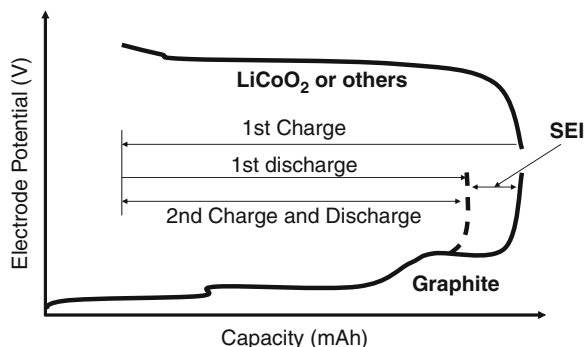 Electrode Potential (V)
LiCoO₂ or others
1st Charge
SEI
1st discharge
2nd Charge and Discharge
Graphite
Capacity (mAh)